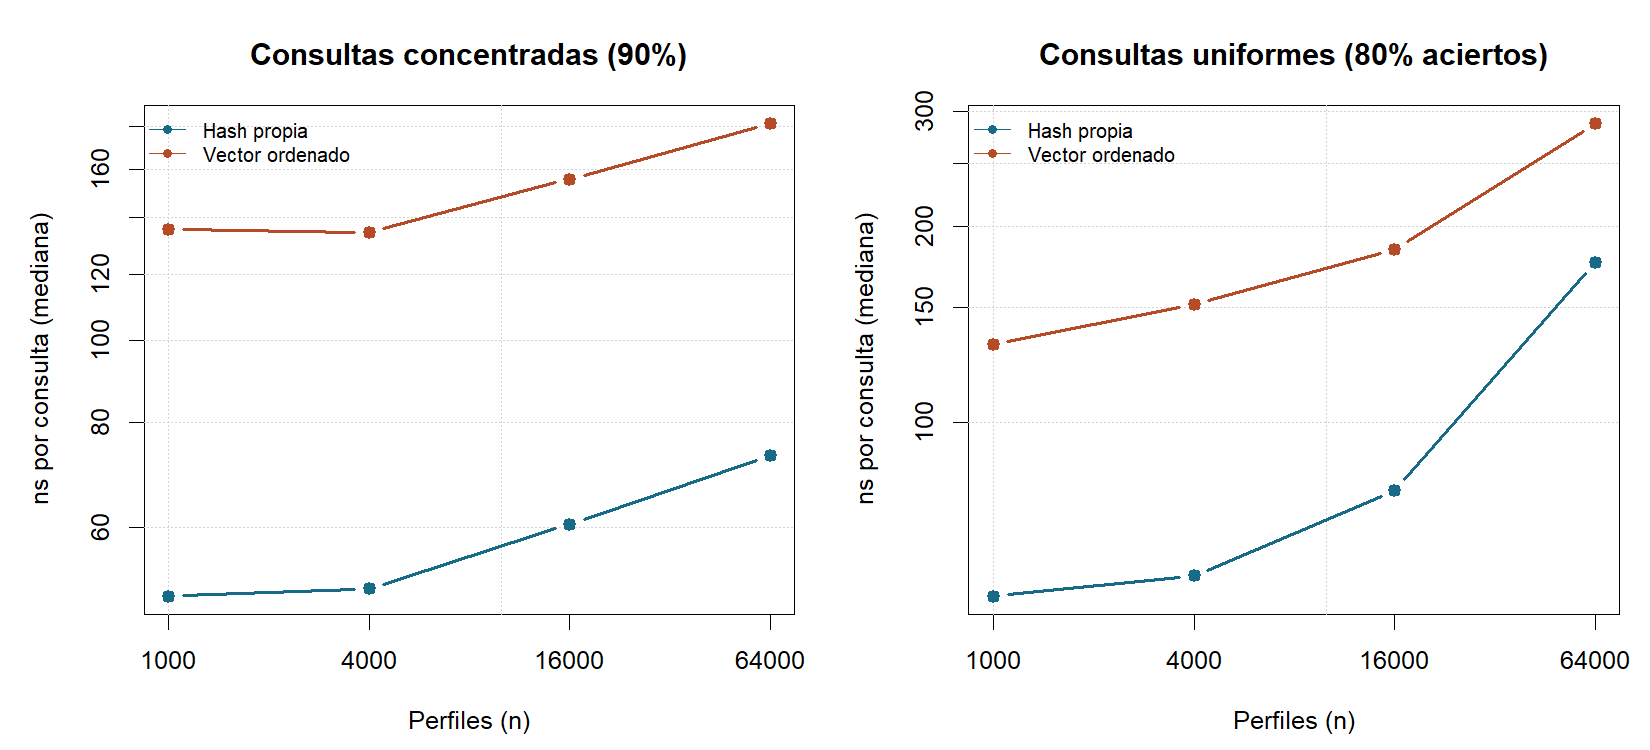 Consultas concentradas (90%)
Hash propia
Vector ordenado
ns por consulta (mediana)
160
120
100
80
60
1000 4000 16000 64000
Perfiles (n)
Consultas uniformes (80% aciertos)
Hash propia
Vector ordenado
ns por consulta (mediana)
300
200
150
100
1000 4000 16000 64000
Perfiles (n)